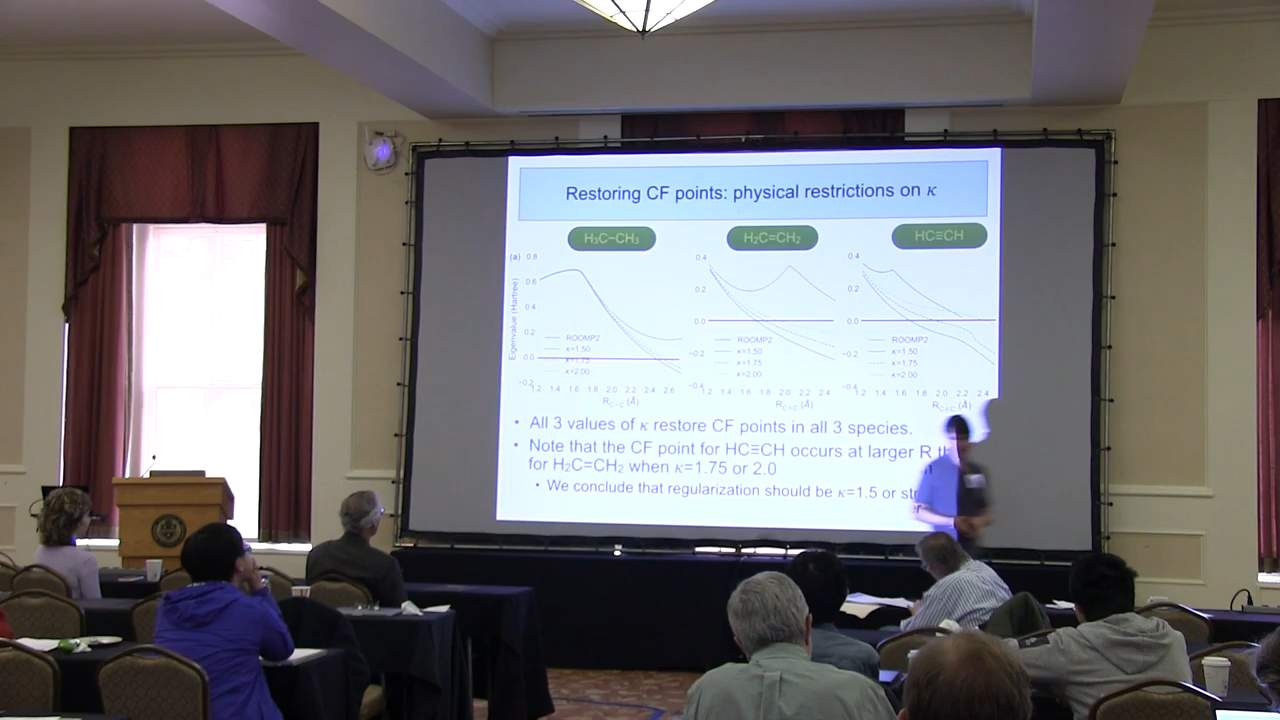 Restoring CF points: physical restrictions on κ
H₃C−CH₃
H₂C=CH₂
HC≡CH
(a)
Eigenvalue (Hartree)
0.8
0.6
0.4
0.2
0.0
−0.2
ROOMP2
κ=1.50
κ=1.75
κ=2.00
1.2 1.4 1.6 1.8 2.0 2.2 2.4 2.6
R C−C (Å)
0.4
0.2
0.0
−0.2
−0.4
ROOMP2
κ=1.50
κ=1.75
κ=2.00
1.2 1.4 1.6 1.8 2.0 2.2 2.4
R C=C (Å)
0.4
0.2
0.0
−0.2
−0.4
ROOMP2
κ=1.50
κ=1.75
κ=2.00
1.2 1.4 1.6 1.8 2.0 2.2 2.4
R C≡C (Å)
• All 3 values of κ restore CF points in all 3 species.
• Note that the CF point for HC≡CH occurs at larger R
for H₂C=CH₂ when κ=1.75 or 2.0
• We conclude that regularization should be κ=1.5 or